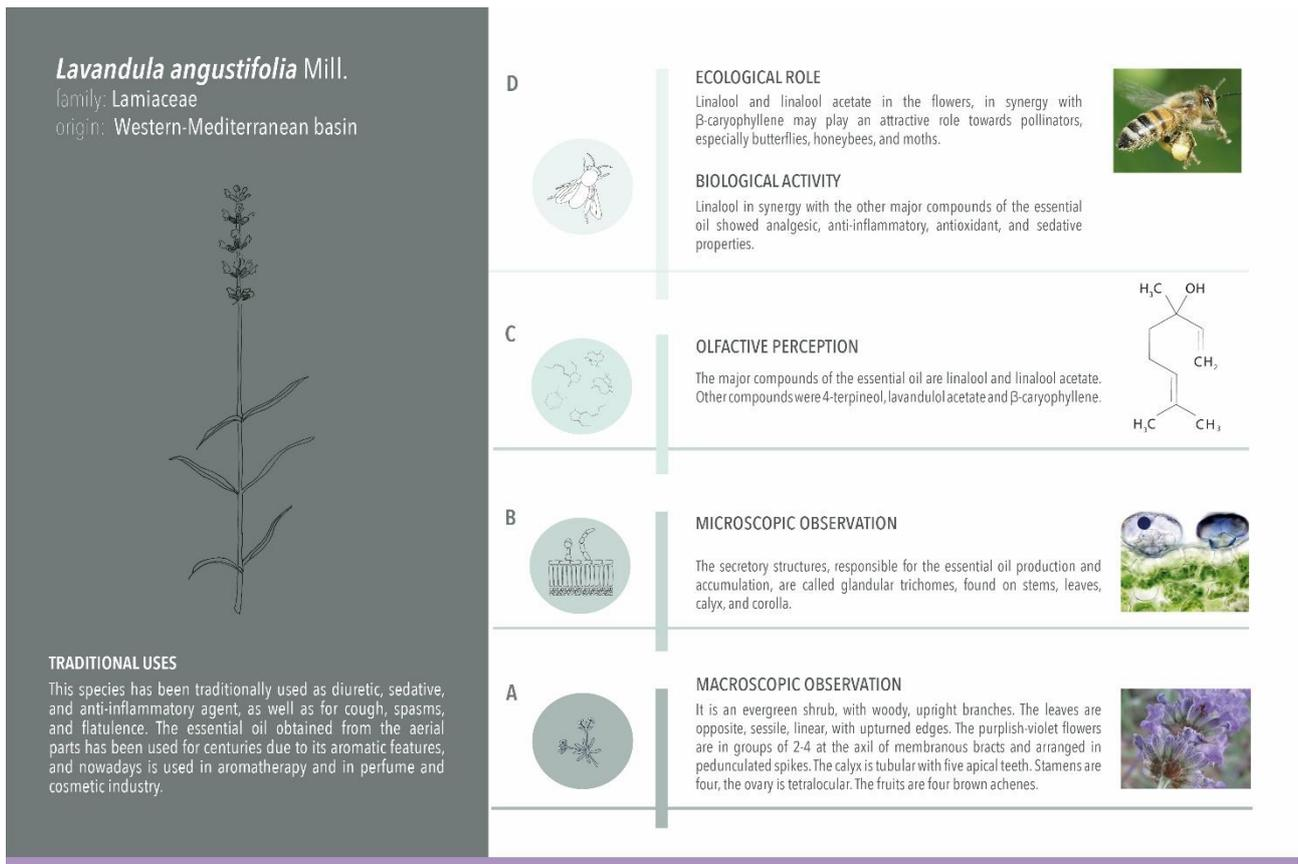 Lavandula angustifolia Mill.
family: Lamiaceae
origin: Western-Mediterranean basin
TRADITIONAL USES
This species has been traditionally used as diuretic, sedative,
and anti-inflammatory agent, as well as for cough, spasms,
and flatulence. The essential oil obtained from the aerial
parts has been used for centuries due to its aromatic features,
and nowadays is used in aromatherapy and in perfume and
cosmetic industry.
D
ECOLOGICAL ROLE
Linalool and linalool acetate in the flowers, in synergy with
β-caryophyllene may play an attractive role towards pollinators,
especially butterflies, honeybees, and moths.
BIOLOGICAL ACTIVITY
Linalool in synergy with the other major compounds of the essential
oil showed analgesic, anti-inflammatory, antioxidant, and sedative
properties.
C
OLFACTIVE PERCEPTION
The major compounds of the essential oil are linalool and linalool acetate.
Other compounds were 4-terpineol, lavandulol acetate and β-caryophyllene.
H₃C OH
CH₂
H₃C CH₃
B
MICROSCOPIC OBSERVATION
The secretory structures, responsible for the essential oil production and
accumulation, are called glandular trichomes, found on stems, leaves,
calyx, and corolla.
A
MACROSCOPIC OBSERVATION
It is an evergreen shrub, with woody, upright branches. The leaves are
opposite, sessile, linear, with upturned edges. The purplish-violet flowers
are in groups of 2-4 at the axil of membranous bracts and arranged in
pedunculated spikes. The calyx is tubular with five apical teeth. Stamens are
four, the ovary is tetralocular. The fruits are four brown achenes.